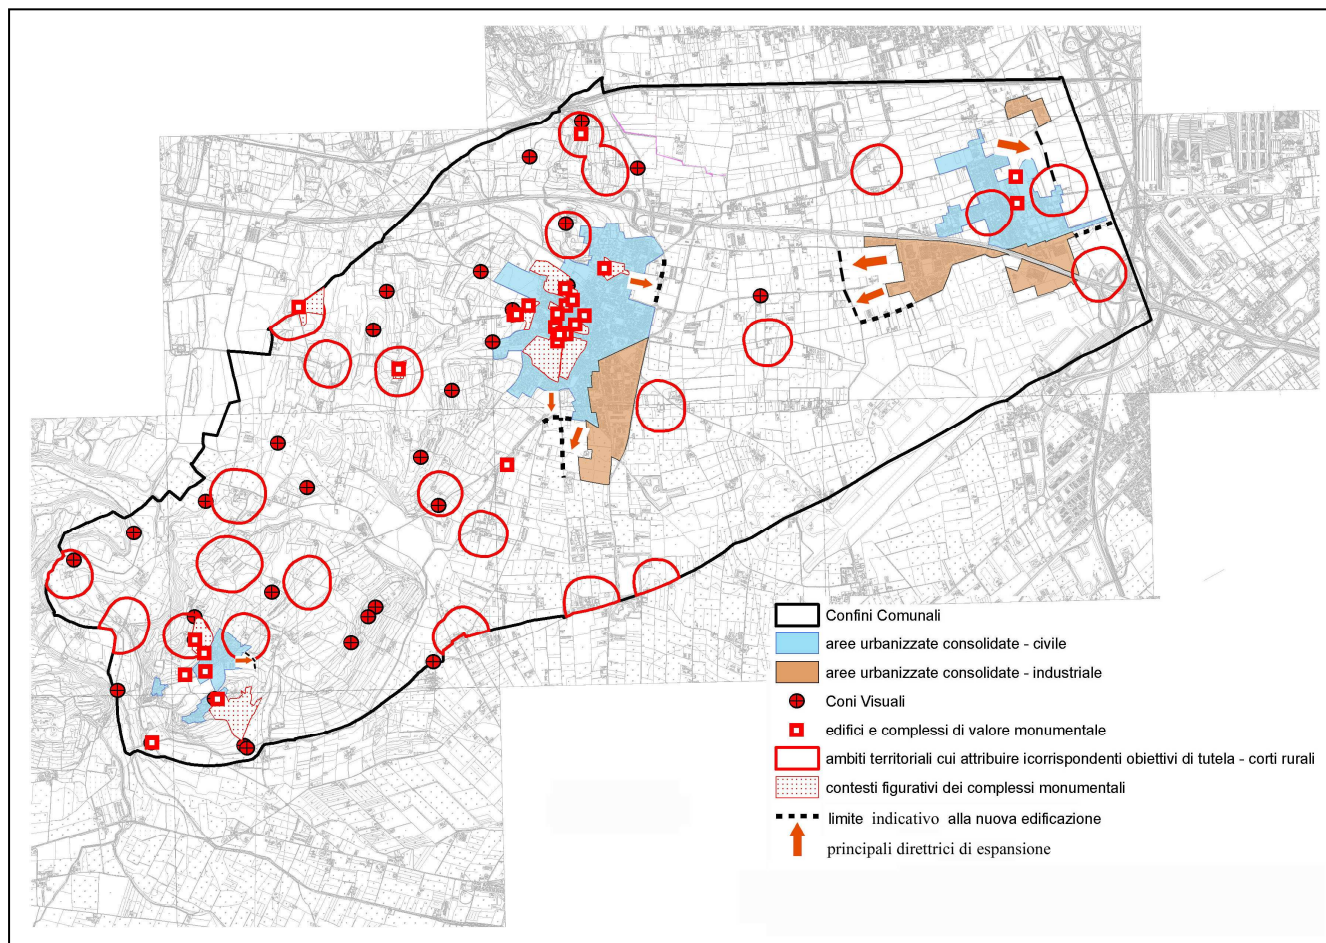 Confini Comunali
aree urbanizzate consolidate - civile
aree urbanizzate consolidate - industriale
Coni Visuali
edifici e complessi di valore monumentale
ambiti territoriali cui attribuire icorrispondenti obiettivi di tutela - corti rurali
contesti figurativi dei complessi monumentali
limite indicativo alla nuova edificazione
principali direttrici di espansione